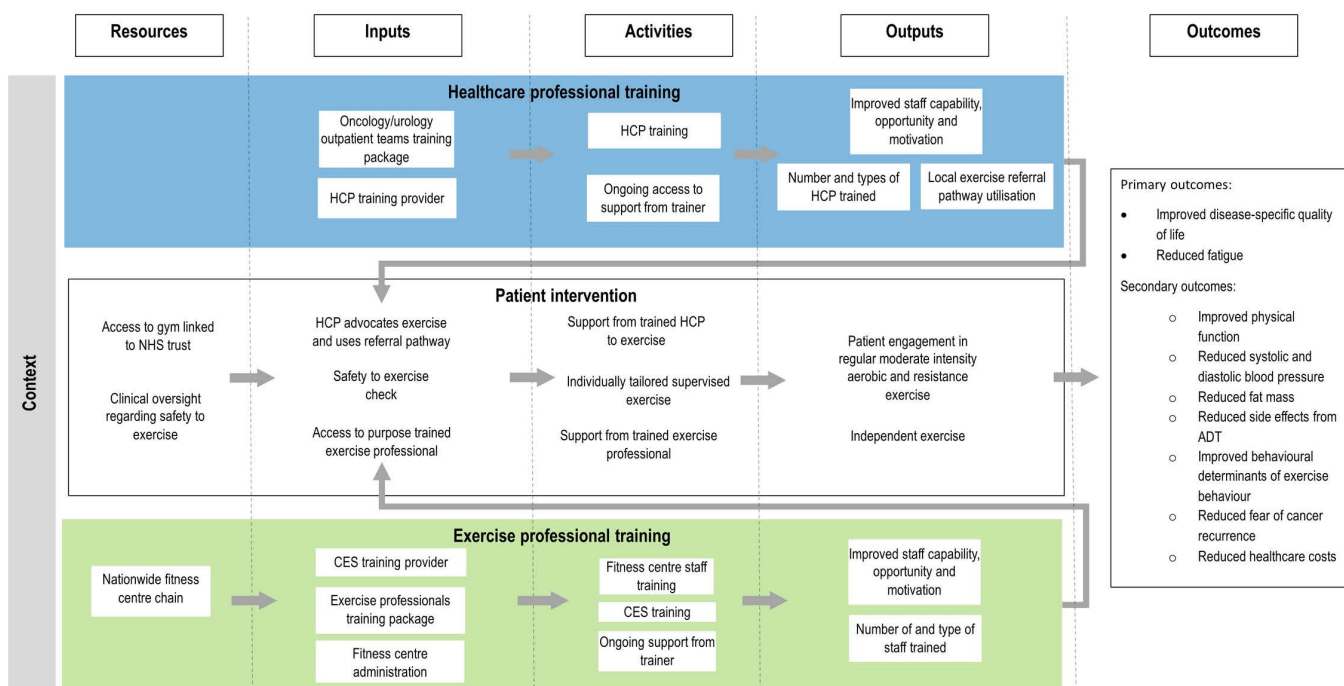 Resources
Inputs
Activities
Outputs
Outcomes
Context
Healthcare professional training
Oncology/urology
outpatient teams training
package
HCP training provider
HCP training
Ongoing access to
support from trainer
Improved staff capability,
opportunity and
motivation
Number and types of
HCP trained
Local exercise referral
pathway utilisation
Patient intervention
Access to gym linked
to NHS trust
Clinical oversight
regarding safety to
exercise
HCP advocates exercise
and uses referral pathway
Safety to exercise
check
Access to purpose trained
exercise professional
Support from trained HCP
to exercise
Individually tailored supervised
exercise
Support from trained exercise
professional
Patient engagement in
regular moderate intensity
aerobic and resistance
exercise
Independent exercise
Exercise professional training
Nationwide fitness
centre chain
CES training provider
Exercise professionals
training package
Fitness centre
administration
Fitness centre staff
training
CES training
Ongoing support from
trainer
Improved staff capability,
opportunity and
motivation
Number of and type of
staff trained
Primary outcomes:
• Improved disease-specific quality
of life
• Reduced fatigue
Secondary outcomes:
o Improved physical
function
o Reduced systolic and
diastolic blood pressure
o Reduced fat mass
o Reduced side effects from
ADT
o Improved behavioural
determinants of exercise
behaviour
o Reduced fear of cancer
recurrence
o Reduced healthcare costs